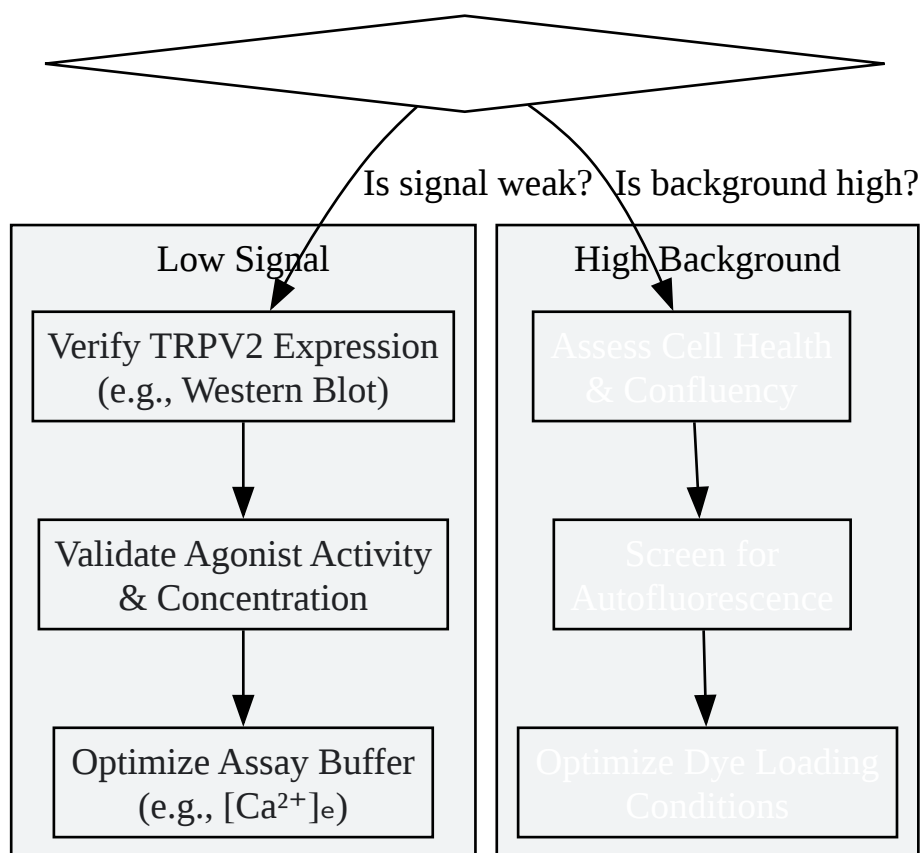 Is signal weak?
Is background high?
Low Signal
Verify TRPV2 Expression
(e.g., Western Blot)
Validate Agonist Activity
& Concentration
Optimize Assay Buffer
(e.g., [Ca²⁺]ₑ)
High Background
Assess Cell Health
& Confluency
Screen for
Autofluorescence
Optimize Dye Loading
Conditions